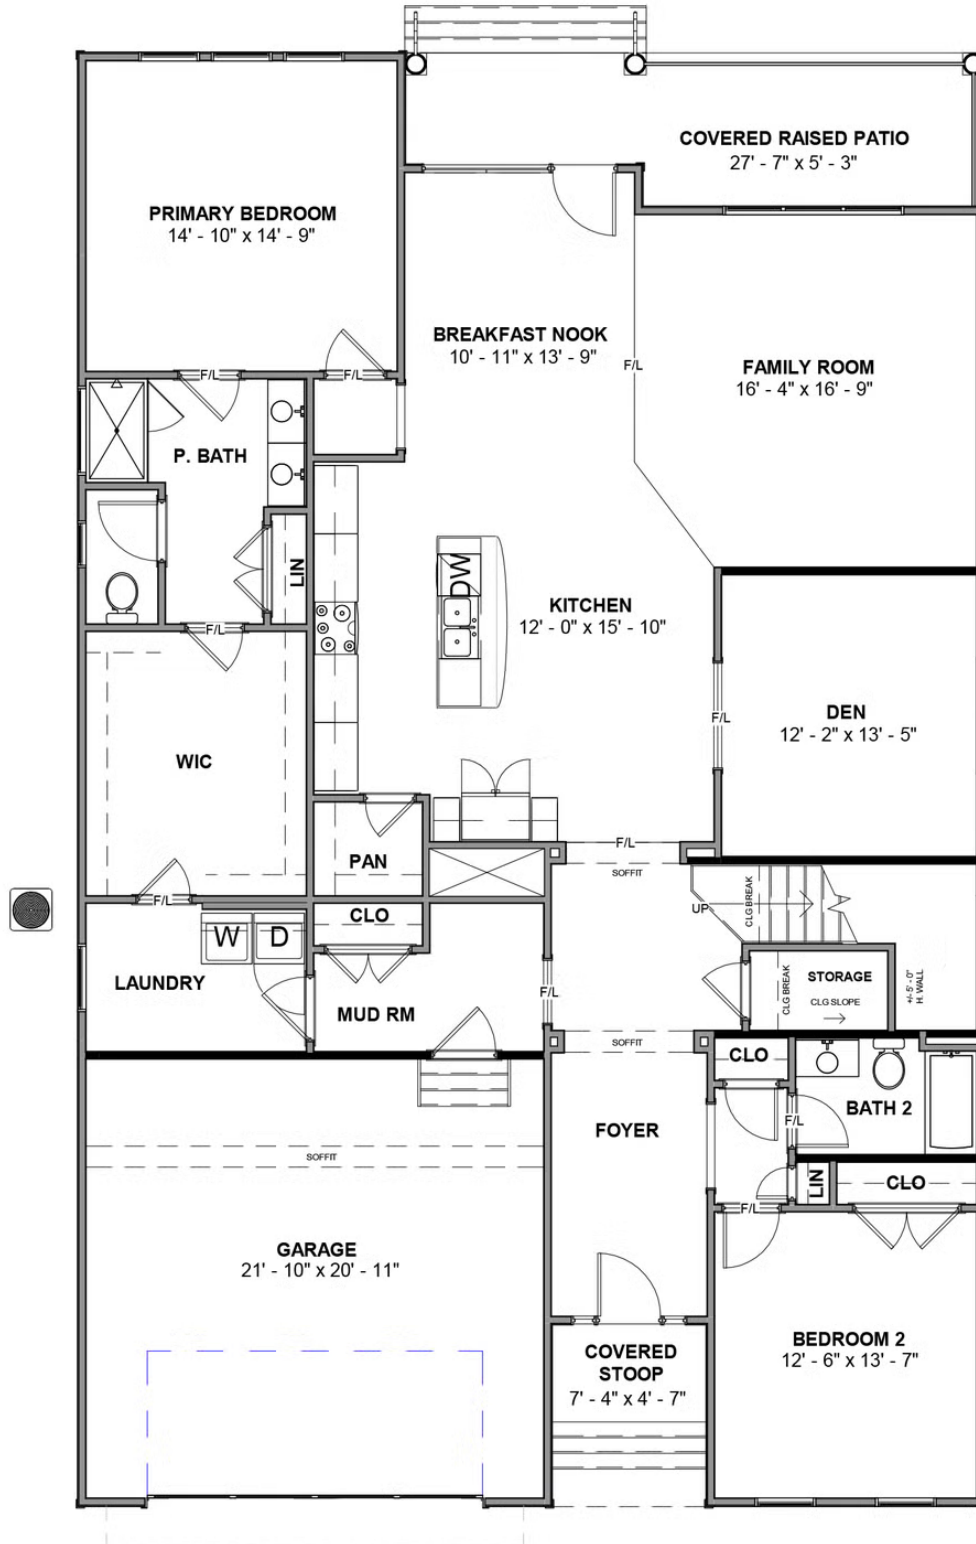 COVERED RAISED PATIO
27' - 7" x 5' - 3"
PRIMARY BEDROOM
14' - 10" x 14' - 9"
BREAKFAST NOOK
10' - 11" x 13' - 9"
F/L
FAMILY ROOM
16' - 4" x 16' - 9"
F/L
F/L
P. BATH
LIN
DW
KITCHEN
12' - 0" x 15' - 10"
F/L
WIC
DEN
12' - 2" x 13' - 5"
F/L
F/L
SOFFIT
PAN
F/L
CLO
UP
CLG BREAK
W
D
LAUNDRY
MUD RM
F/L
STORAGE
CLG BREAK
CLG SLOPE
+/-5' - 0"
H. WALL
SOFFIT
CLO
BATH 2
F/L
FOYER
SOFFIT
LIN
CLO
F/L
GARAGE
21' - 10" x 20' - 11"
BEDROOM 2
12' - 6" x 13' - 7"
COVERED
STOOP
7' - 4" x 4' - 7"